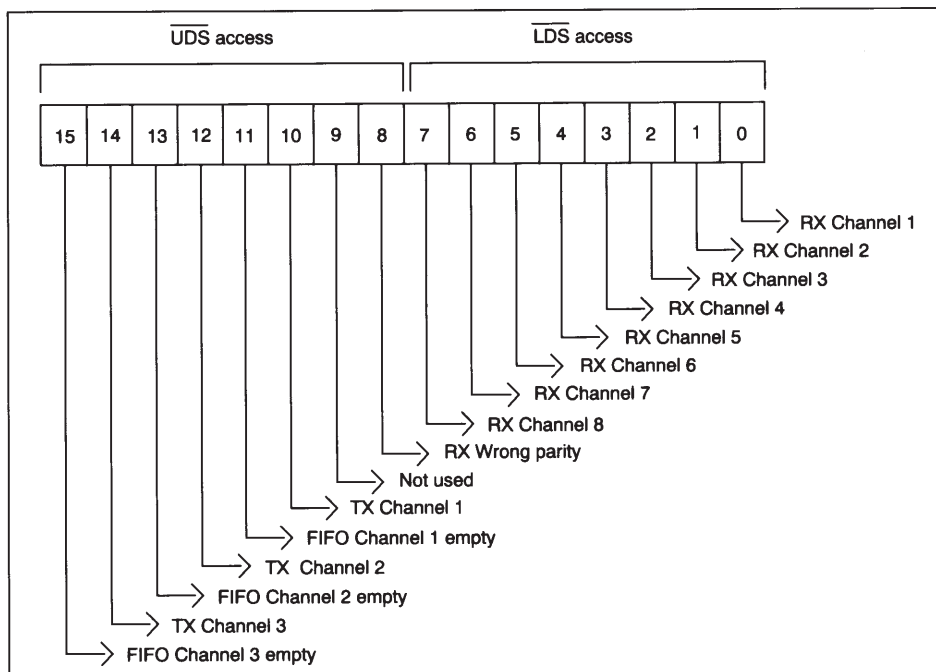 UDS access LDS access
15 14 13 12 11 10 9 8 7 6 5 4 3 2 1 0
RX Channel 1
RX Channel 2
RX Channel 3
RX Channel 4
RX Channel 5
RX Channel 6
RX Channel 7
RX Channel 8
RX Wrong parity
Not used
TX Channel 1
FIFO Channel 1 empty
TX Channel 2
FIFO Channel 2 empty
TX Channel 3
FIFO Channel 3 empty